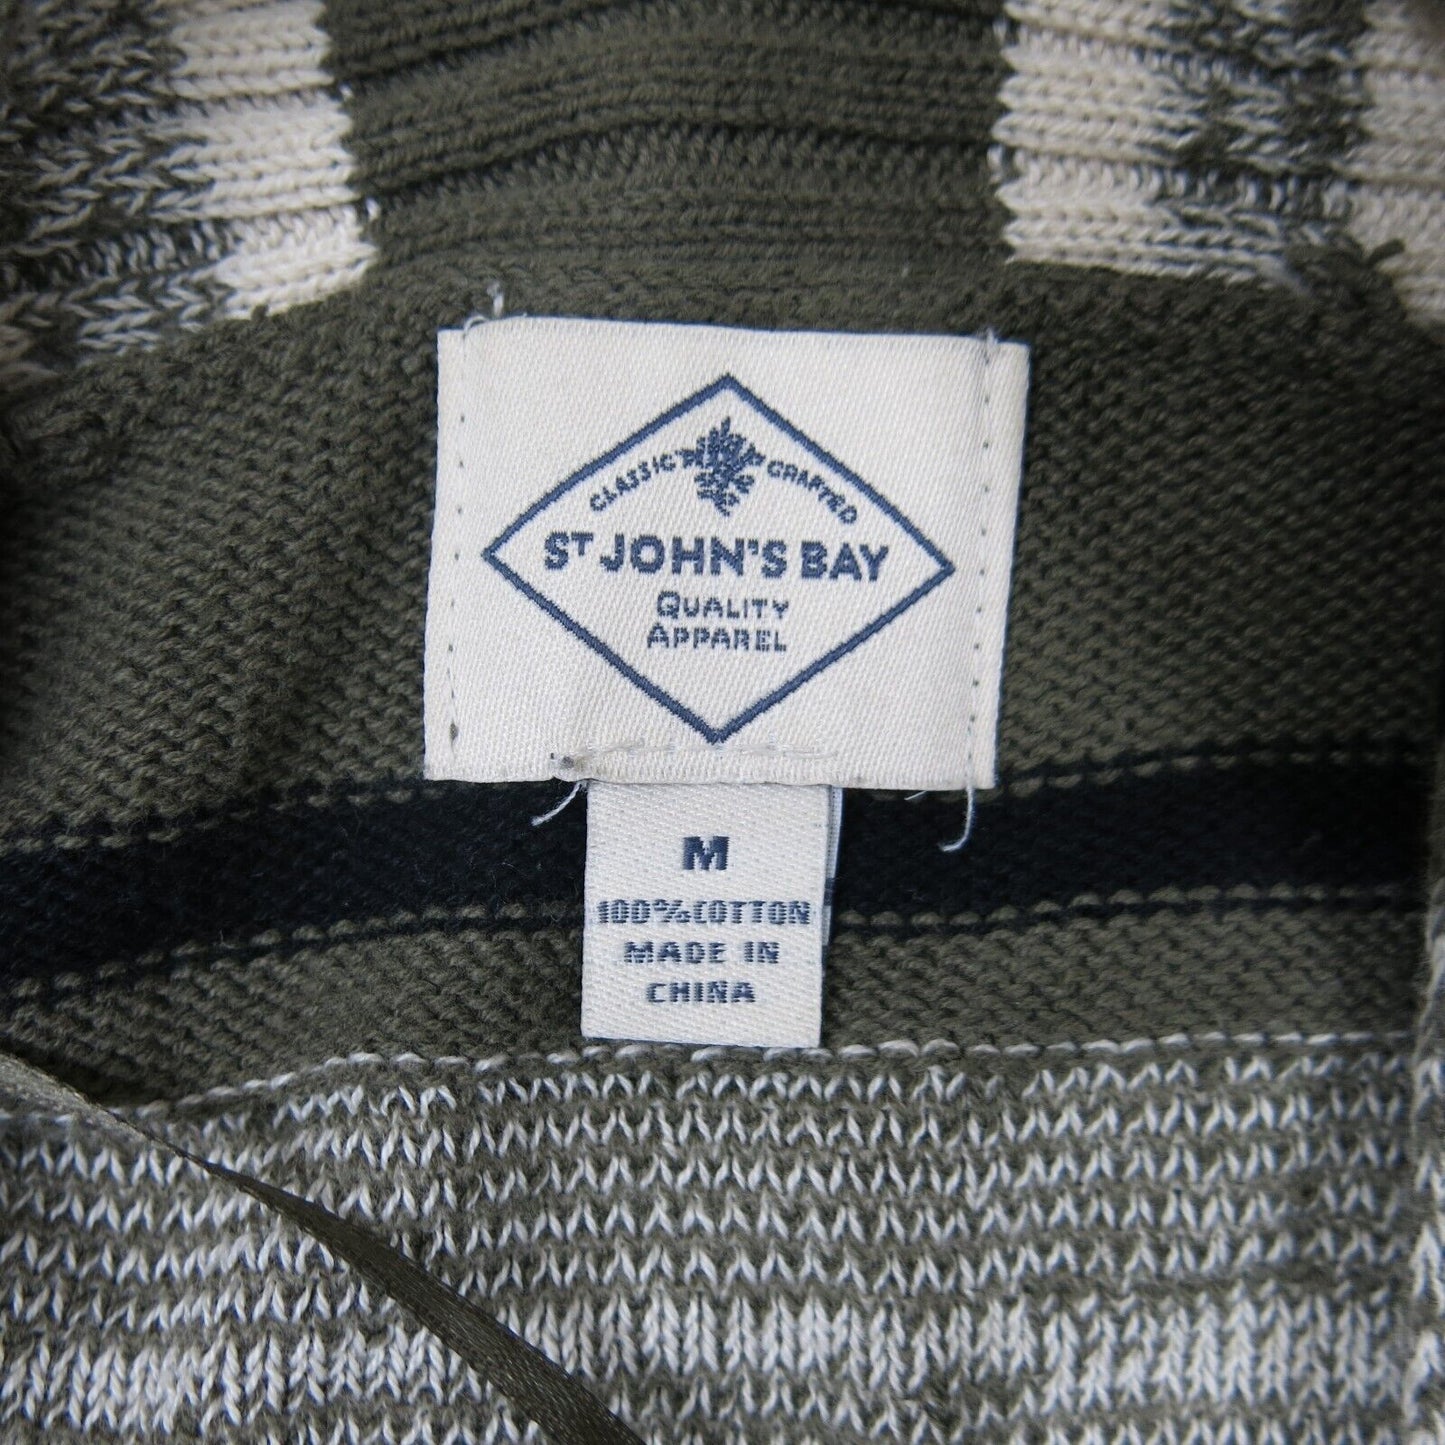 CLASSIC CRAFTED
ST JOHN'S BAY
QUALITY
APPAREL
M
100% COTTON
MADE IN
CHINA